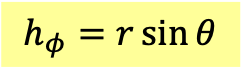 h_ϕ = r sin θ